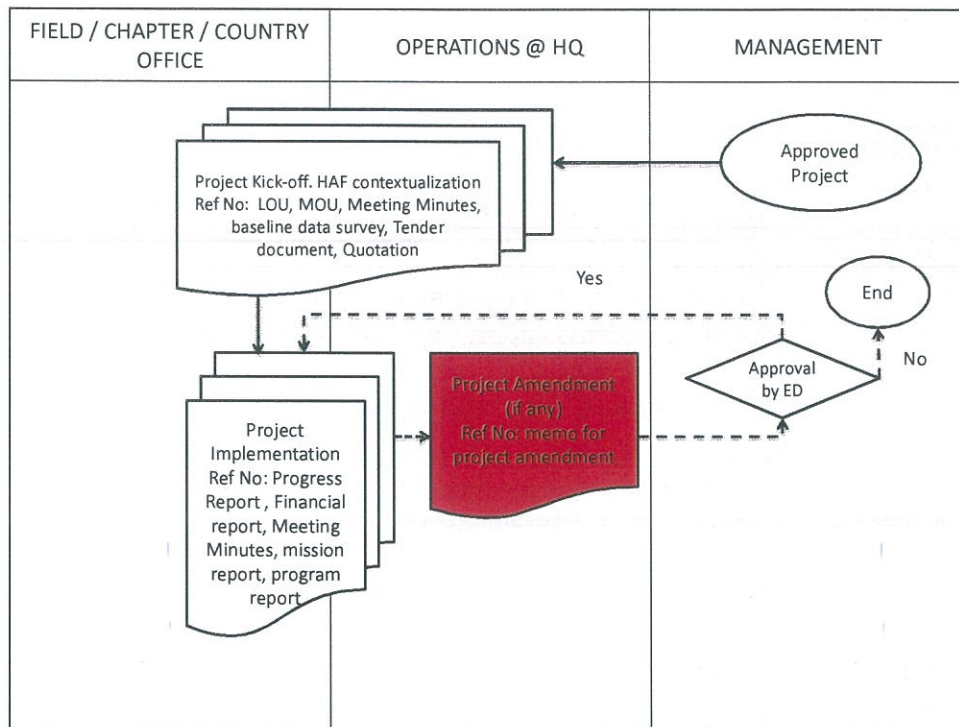 FIELD / CHAPTER / COUNTRY
OFFICE
OPERATIONS @ HQ
MANAGEMENT
Approved
Project
Project Kick-off. HAF contextualization
Ref No:  LOU, MOU, Meeting Minutes,
baseline data survey, Tender
document, Quotation
Yes
End
No
Approval
by ED
Project Amendment
(if any)
Ref No: memo for
project amendment
Project
Implementation
Ref No: Progress
Report , Financial
report, Meeting
Minutes, mission
report, program
report